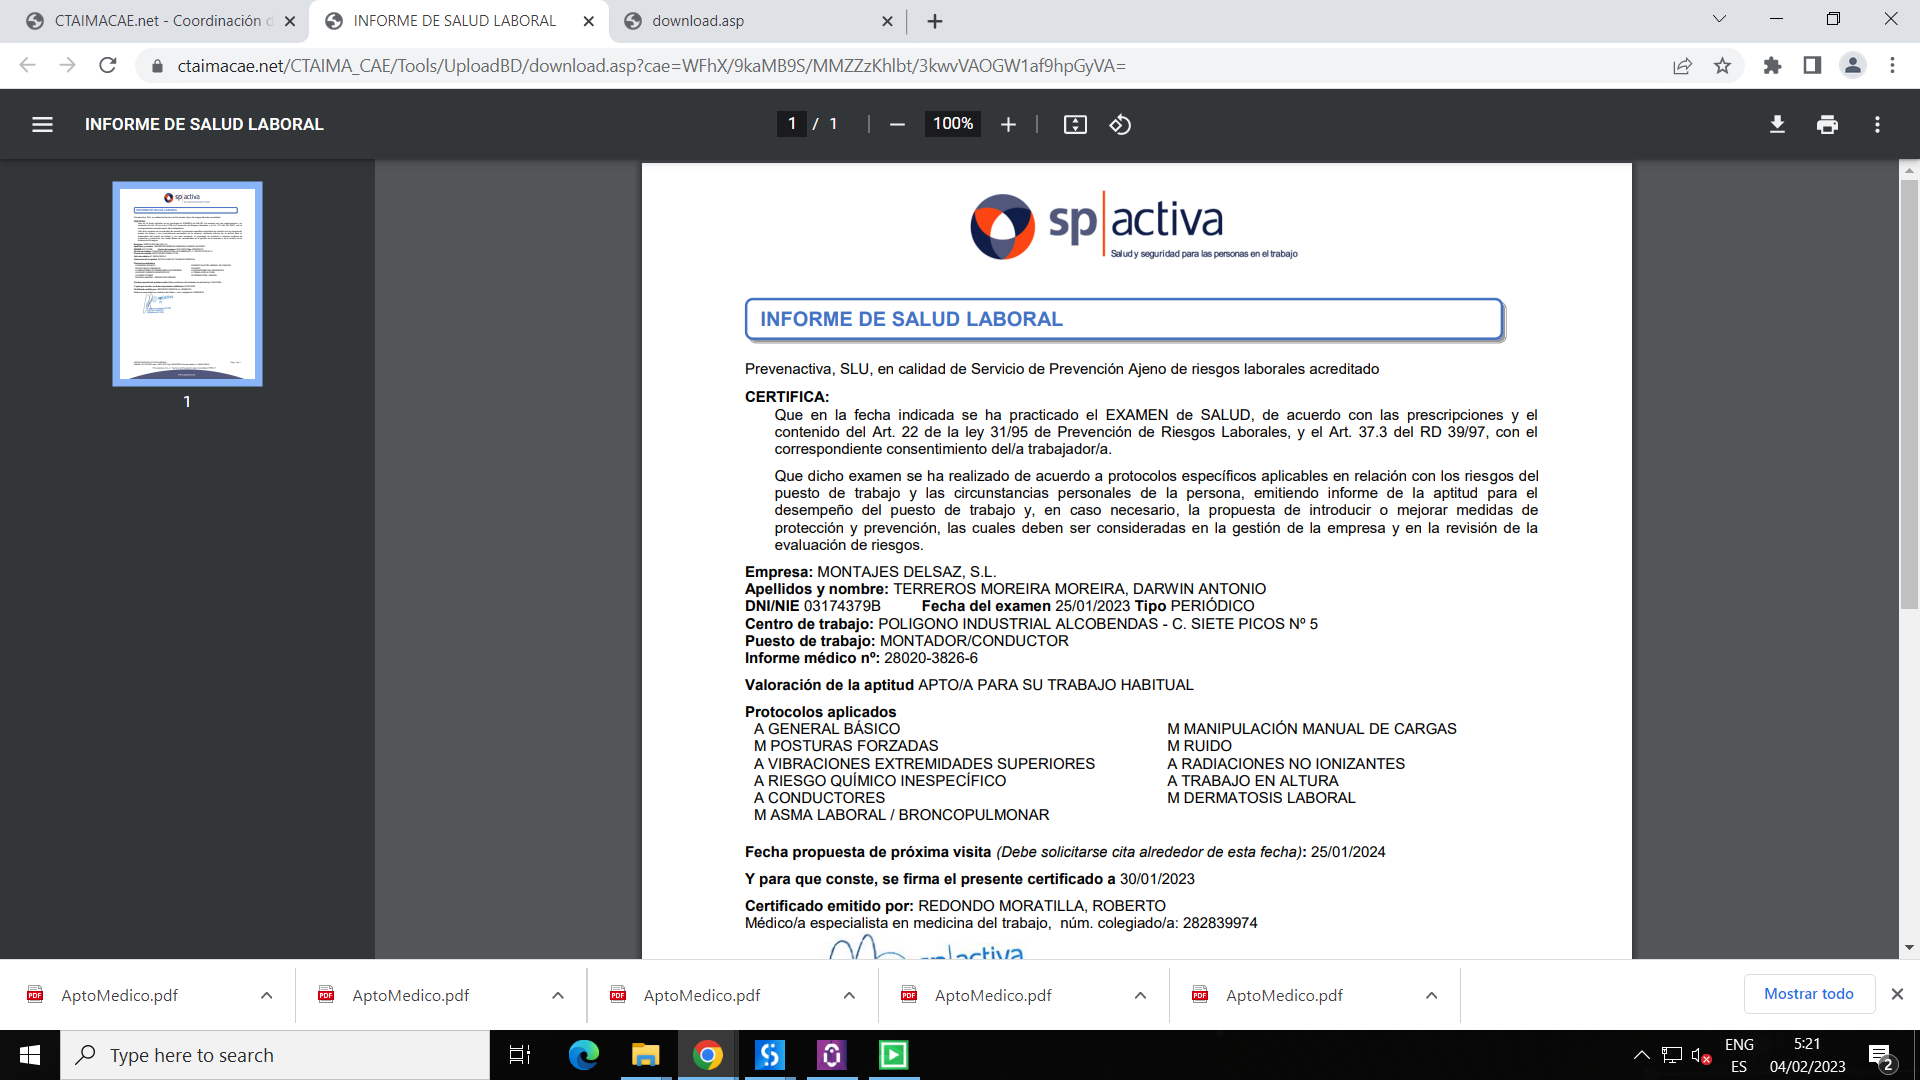 CTAIMACAE.net - Coordinación d
INFORME DE SALUD LABORAL
download.asp
ctaimacae.net/CTAIMA_CAE/Tools/UploadBD/download.asp?cae=WFhX/9kaMB9S/MMZZzKhlbt/3kwvVAOGW1af9hpGyVA=
INFORME DE SALUD LABORAL
1 / 1
100%
1
sp activa
Salud y seguridad para las personas en el trabajo
INFORME DE SALUD LABORAL
Prevenactiva, SLU, en calidad de Servicio de Prevención Ajeno de riesgos laborales acreditado
CERTIFICA:
Que en la fecha indicada se ha practicado el EXAMEN de SALUD, de acuerdo con las prescripciones y el
contenido del Art. 22 de la ley 31/95 de Prevención de Riesgos Laborales, y el Art. 37.3 del RD 39/97, con el
correspondiente consentimiento del/a trabajador/a.
Que dicho examen se ha realizado de acuerdo a protocolos específicos aplicables en relación con los riesgos del
puesto de trabajo y las circunstancias personales de la persona, emitiendo informe de la aptitud para el
desempeño del puesto de trabajo y, en caso necesario, la propuesta de introducir o mejorar medidas de
protección y prevención, las cuales deben ser consideradas en la gestión de la empresa y en la revisión de la
evaluación de riesgos.
Empresa: MONTAJES DELSAZ, S.L.
Apellidos y nombre: TERREROS MOREIRA MOREIRA, DARWIN ANTONIO
DNI/NIE 03174379B Fecha del examen 25/01/2023 Tipo PERIÓDICO
Centro de trabajo: POLIGONO INDUSTRIAL ALCOBENDAS - C. SIETE PICOS Nº 5
Puesto de trabajo: MONTADOR/CONDUCTOR
Informe médico nº: 28020-3826-6
Valoración de la aptitud APTO/A PARA SU TRABAJO HABITUAL
Protocolos aplicados
A GENERAL BÁSICO M MANIPULACIÓN MANUAL DE CARGAS
M POSTURAS FORZADAS M RUIDO
A VIBRACIONES EXTREMIDADES SUPERIORES A RADIACIONES NO IONIZANTES
A RIESGO QUÍMICO INESPECÍFICO A TRABAJO EN ALTURA
A CONDUCTORES M DERMATOSIS LABORAL
M ASMA LABORAL / BRONCOPULMONAR
Fecha propuesta de próxima visita (Debe solicitarse cita alrededor de esta fecha): 25/01/2024
Y para que conste, se firma el presente certificado a 30/01/2023
Certificado emitido por: REDONDO MORATILLA, ROBERTO
Médico/a especialista en medicina del trabajo, núm. colegiado/a: 282839974
sp activa
AptoMedico.pdf
AptoMedico.pdf
AptoMedico.pdf
AptoMedico.pdf
AptoMedico.pdf
Mostrar todo
Type here to search
ENG
ES
5:21
04/02/2023
2